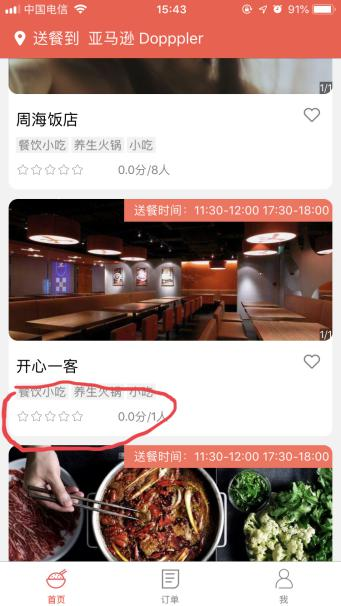 中国电信 15:43 91%
送餐到 亚马逊 Dopppler
1/1
周海饭店
餐饮小吃 养生火锅 小吃
0.0分/8人
送餐时间：11:30-12:00 17:30-18:00
1/1
开心一客
餐饮小吃 养生火锅 小吃
0.0分/1人
送餐时间：11:30-12:00 17:30-18:00
首页 订单 我